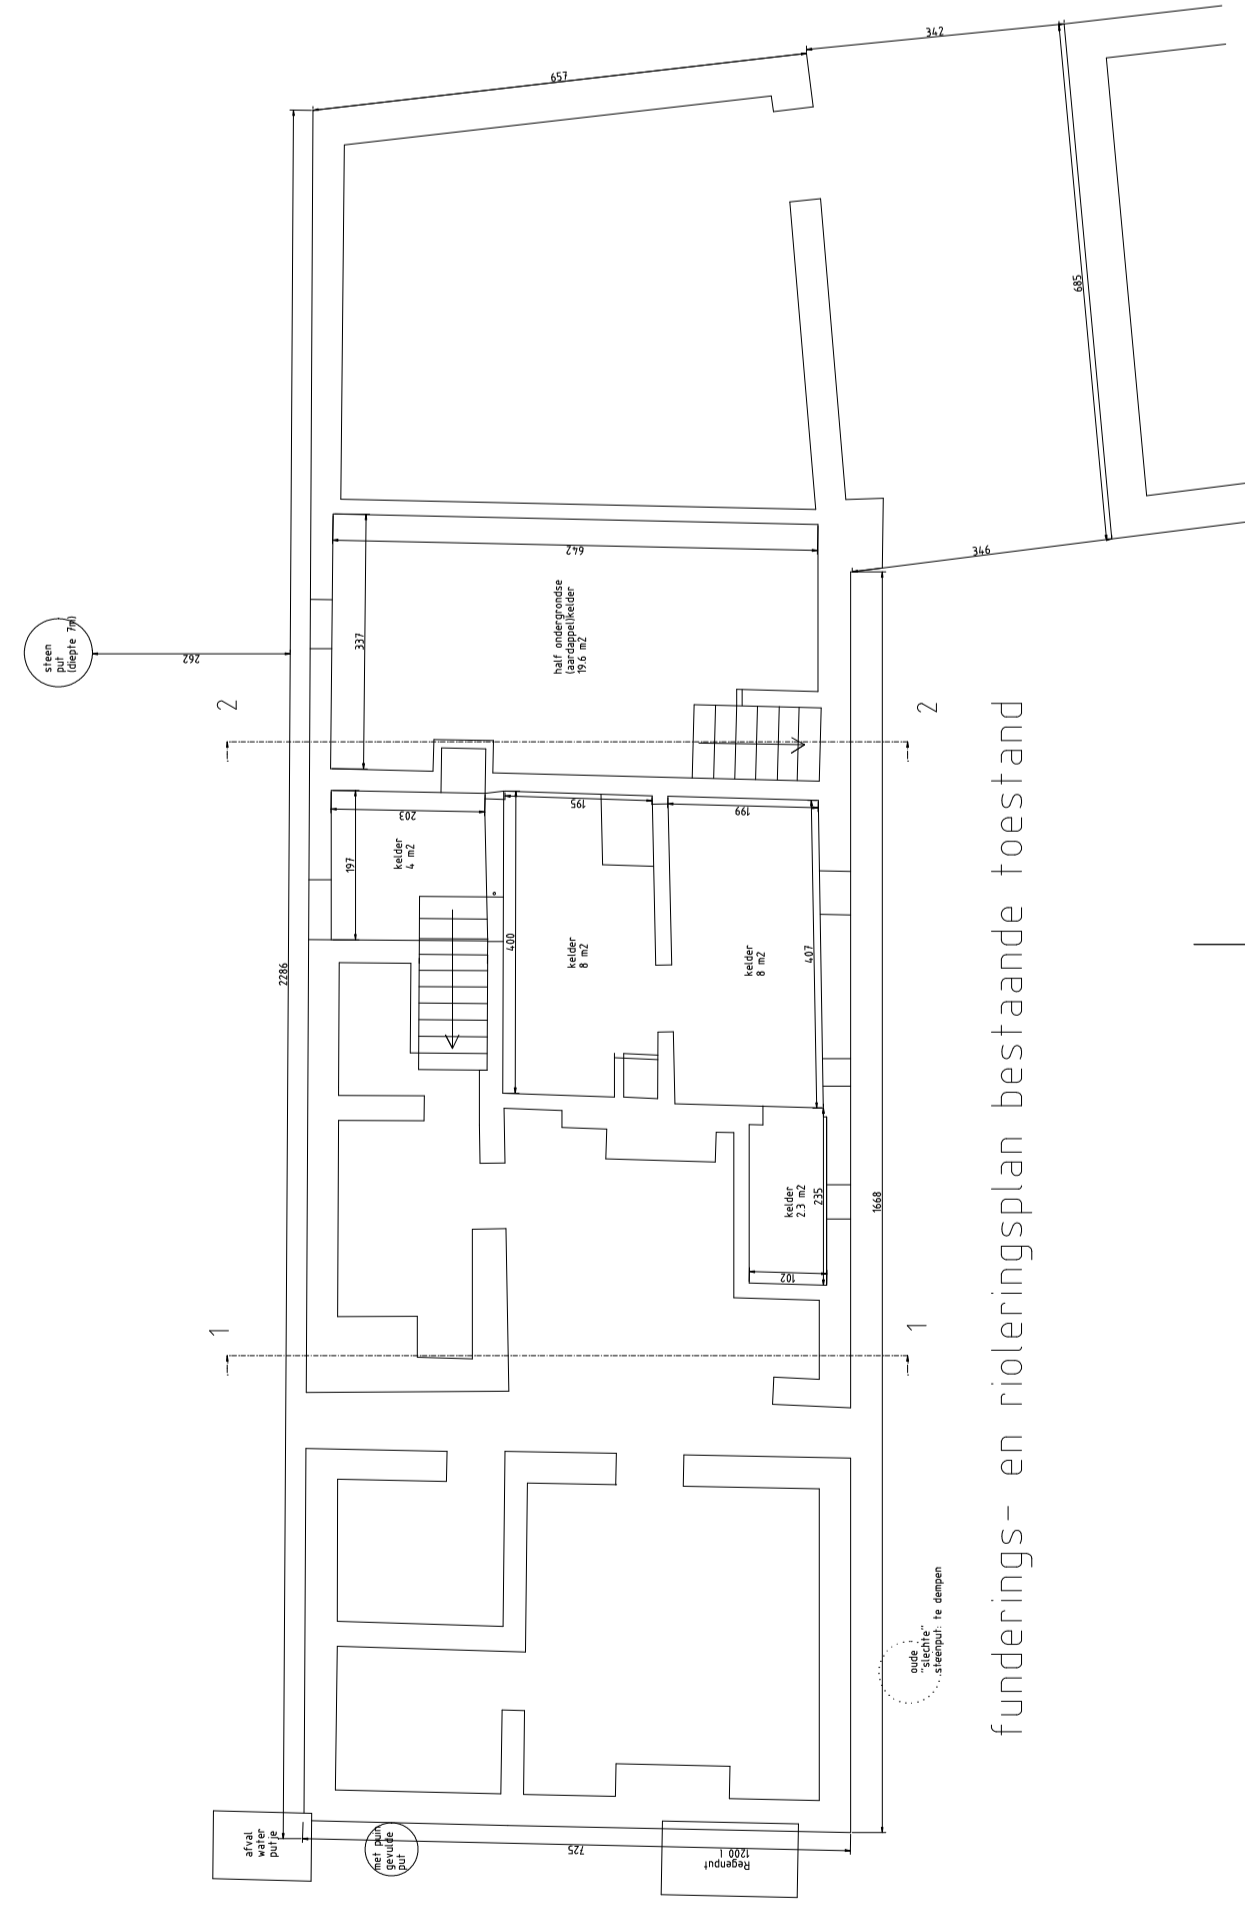 342
657
685
346
642
337
half ondergrondse
(aardappel)kelder
19.6 m2
steen
put
(diepte 7m)
262
2
2
203
197
kelder
4 m2
195
199
400
kelder
8 m2
kelder
8 m2
407
2286
kelder
2.3 m2
235
102
1668
1
1
funderings- en rioleringsplan bestaande toestand
oude
"slechte"
steenput: te dempen
afval
water
putje
met puin
gevulde
put
725
Regenput
1200 l